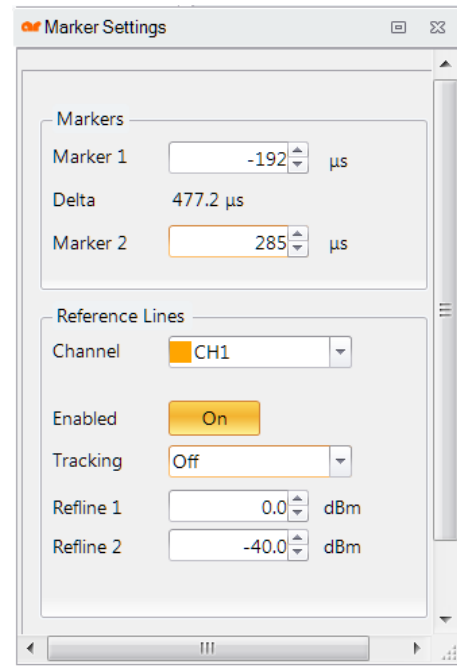 ar Marker Settings
Markers
Marker 1 -192 µs
Delta 477.2 µs
Marker 2 285 µs
Reference Lines
Channel CH1
Enabled On
Tracking Off
Refline 1 0.0 dBm
Refline 2 -40.0 dBm